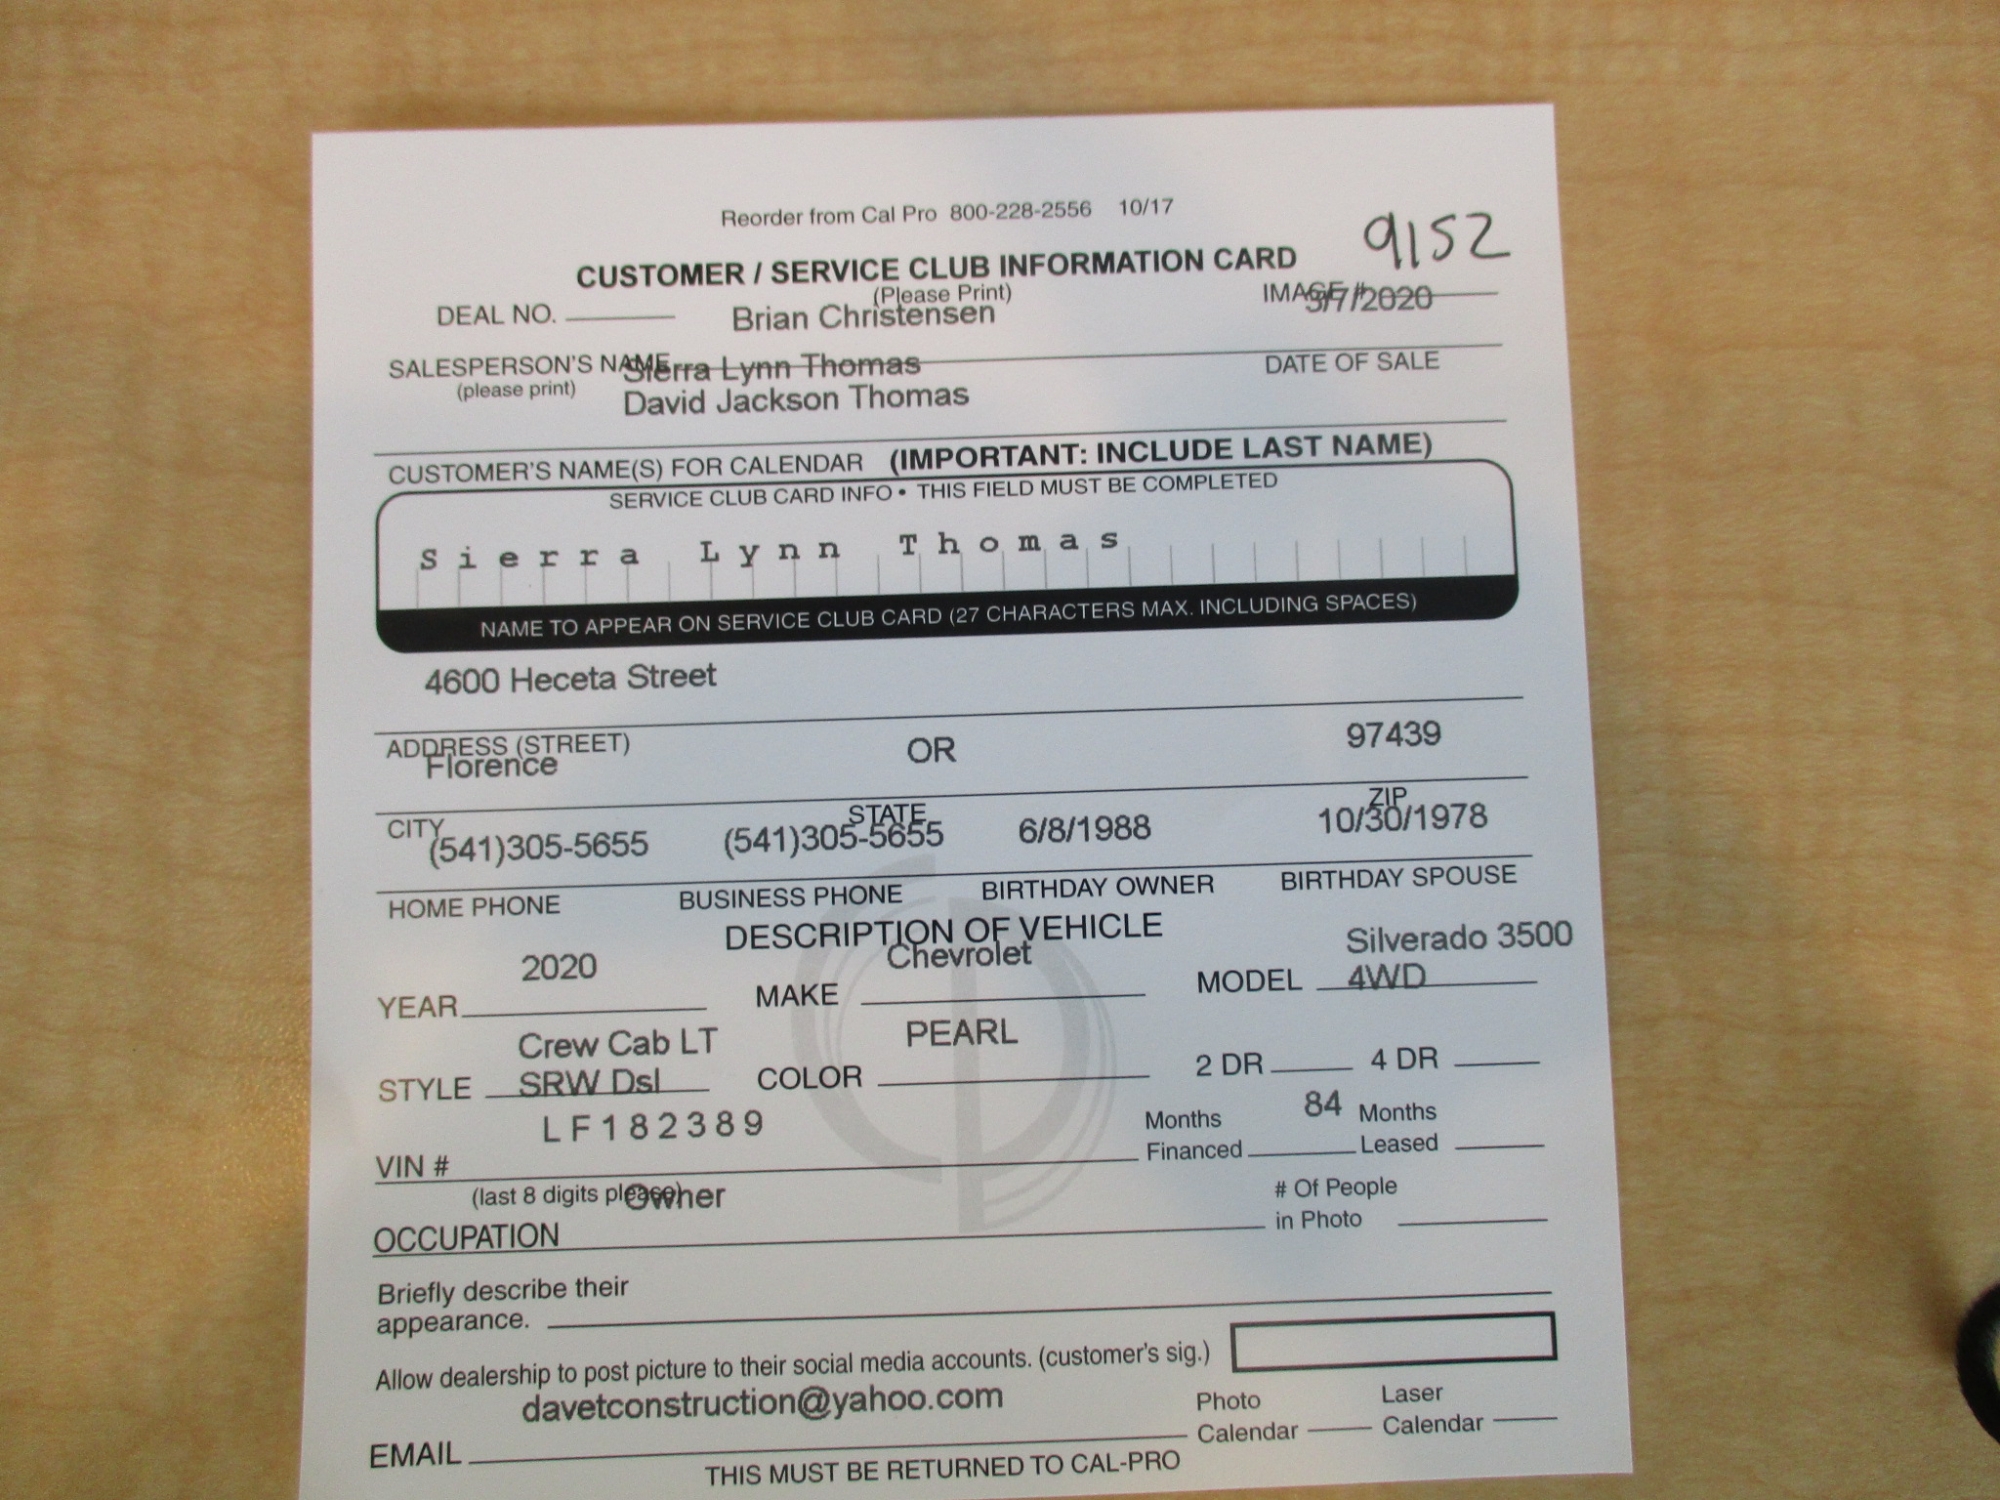 Reorder from Cal Pro 800-228-2556 10/17
9152
CUSTOMER / SERVICE CLUB INFORMATION CARD
(Please Print)
DEAL NO. Brian Christensen IMAGE # 3/7/2020
SALESPERSON'S NAME Sierra Lynn Thomas DATE OF SALE
(please print) David Jackson Thomas
CUSTOMER'S NAME(S) FOR CALENDAR (IMPORTANT: INCLUDE LAST NAME)
SERVICE CLUB CARD INFO • THIS FIELD MUST BE COMPLETED
Sierra Lynn Thomas
NAME TO APPEAR ON SERVICE CLUB CARD (27 CHARACTERS MAX. INCLUDING SPACES)
4600 Heceta Street
ADDRESS (STREET)
Florence OR 97439
CITY STATE ZIP
(541)305-5655 (541)305-5655 6/8/1988 10/30/1978
HOME PHONE BUSINESS PHONE BIRTHDAY OWNER BIRTHDAY SPOUSE
DESCRIPTION OF VEHICLE
2020 Chevrolet Silverado 3500
YEAR MAKE MODEL 4WD
Crew Cab LT PEARL
STYLE SRW Dsl COLOR 2 DR 4 DR
LF182389 Months 84 Months
VIN # Financed Leased
(last 8 digits please) Owner # Of People
OCCUPATION in Photo
Briefly describe their
appearance.
Allow dealership to post picture to their social media accounts. (customer's sig.)
davetconstruction@yahoo.com Photo Laser
EMAIL Calendar Calendar
THIS MUST BE RETURNED TO CAL-PRO